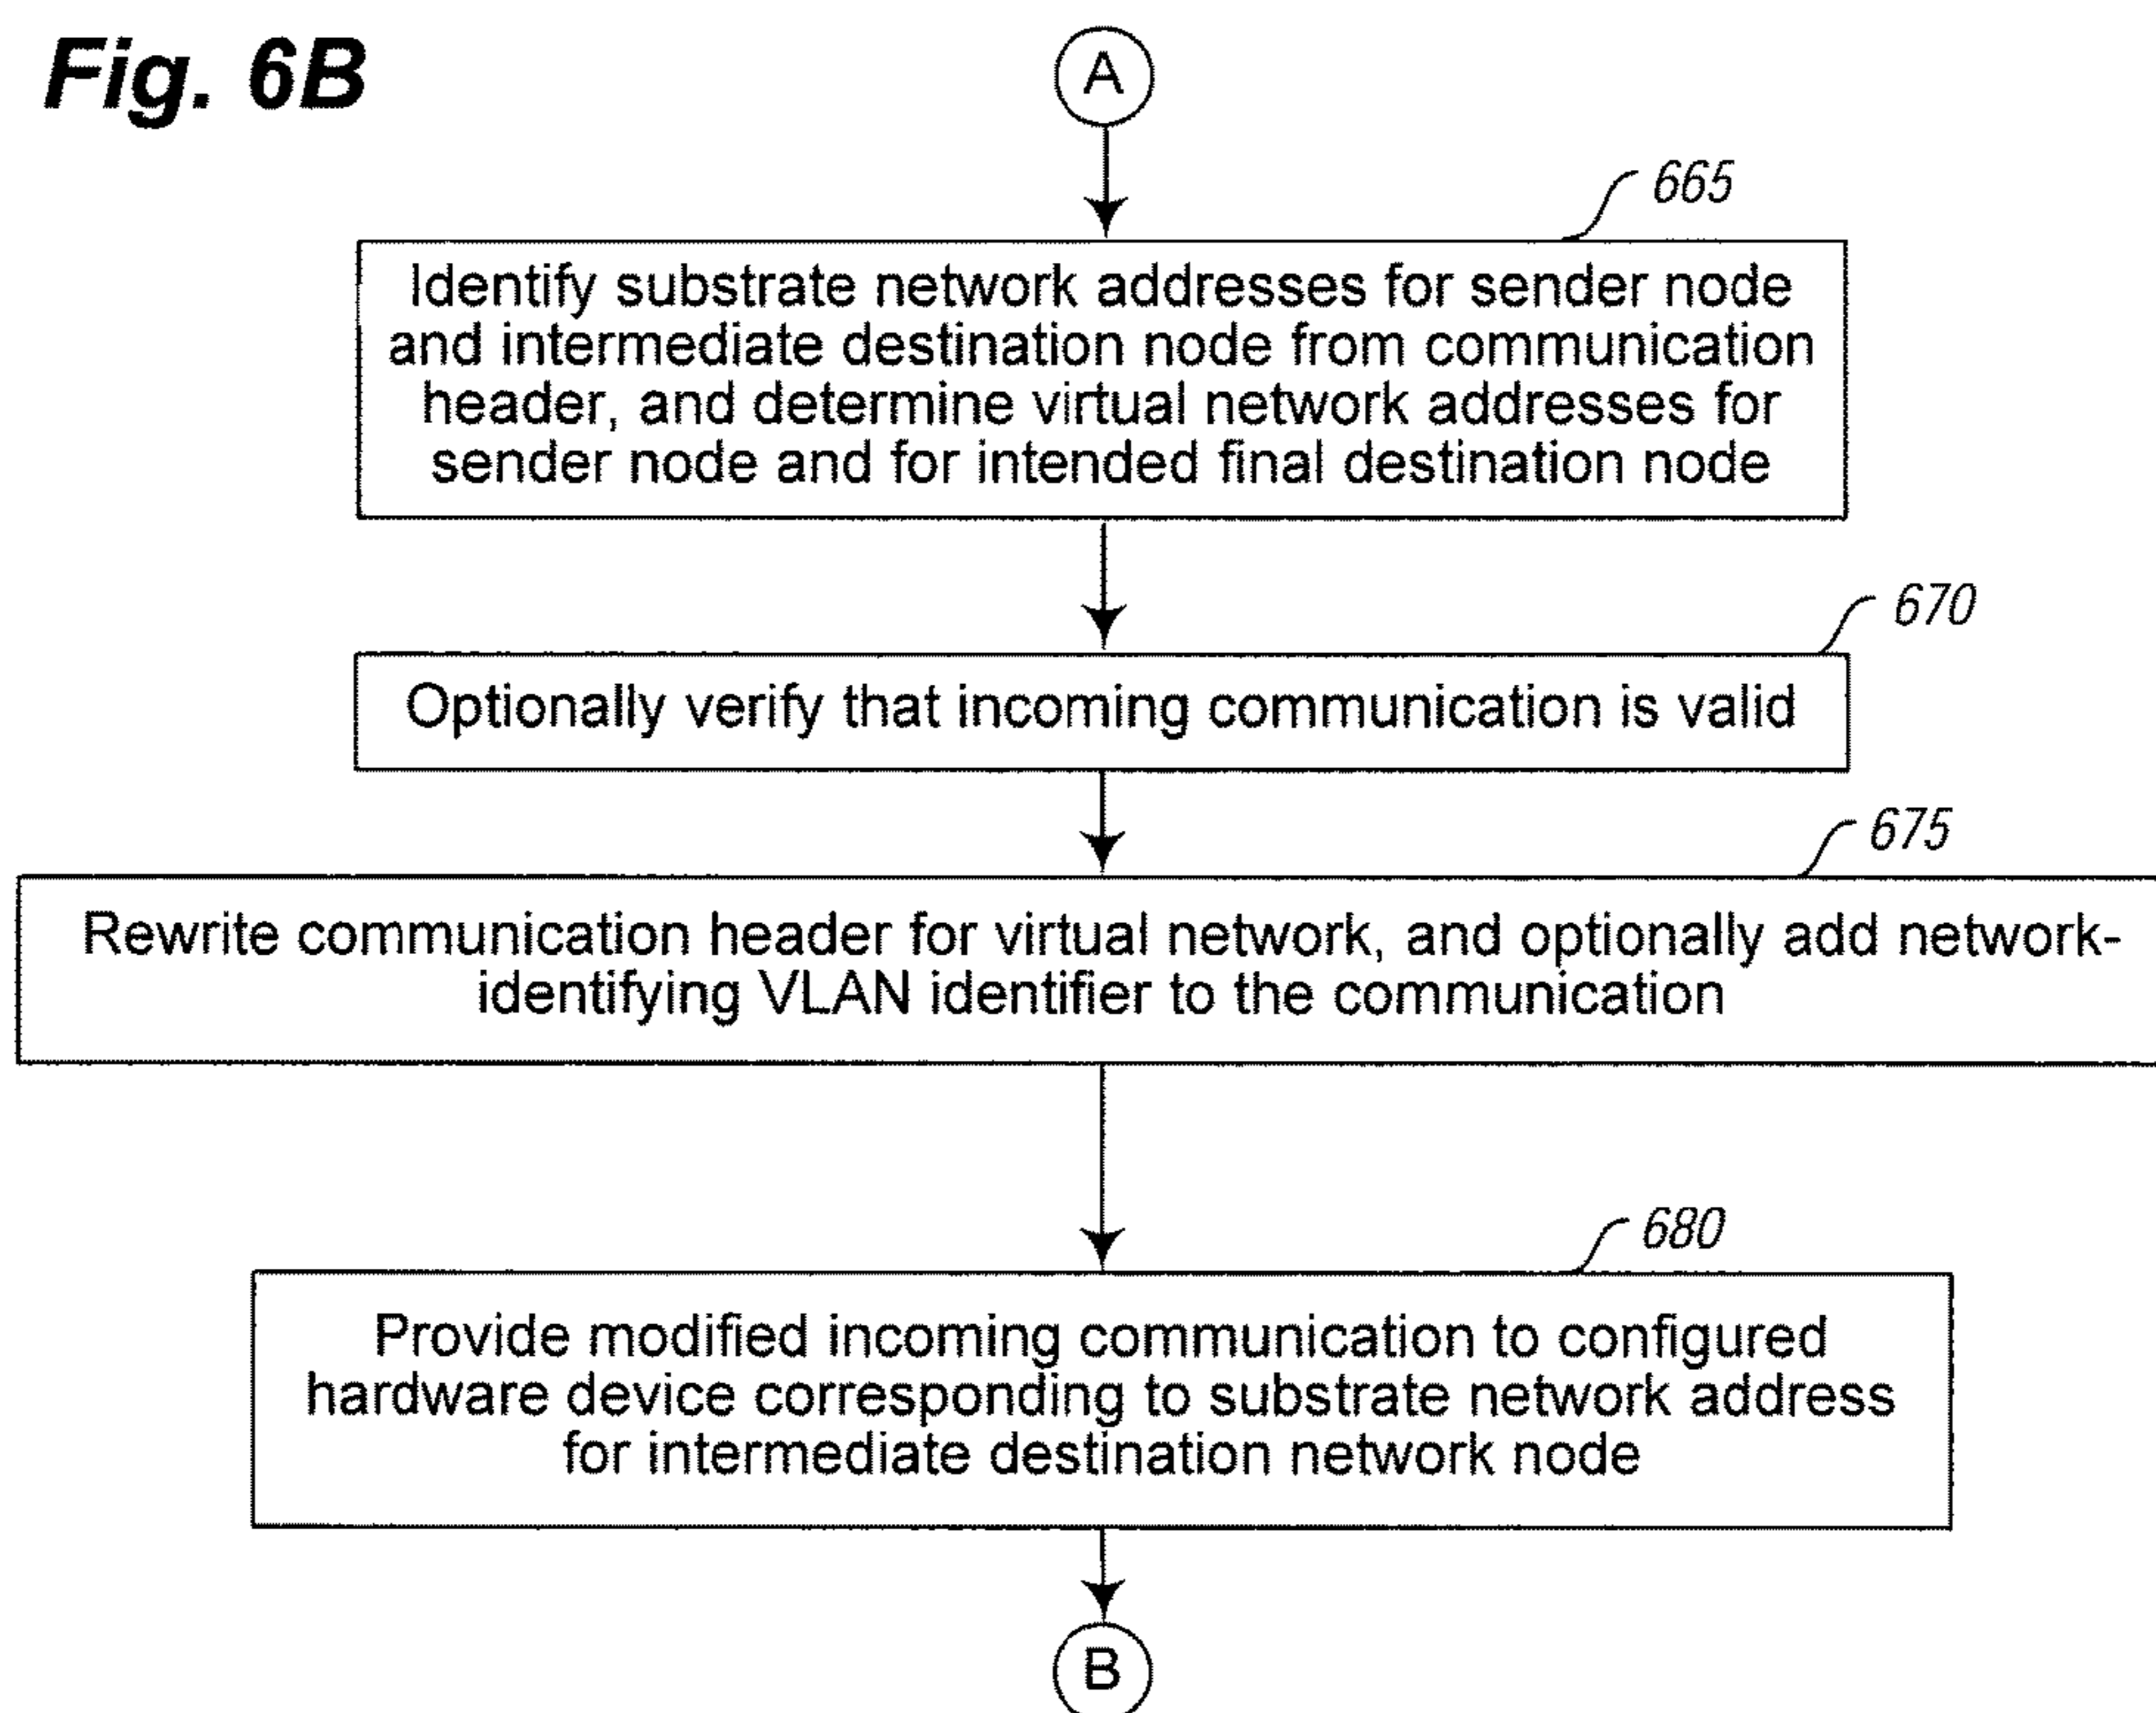 Fig. 6B
A
665
Identify substrate network addresses for sender node
and intermediate destination node from communication
header, and determine virtual network addresses for
sender node and for intended final destination node
670
Optionally verify that incoming communication is valid
675
Rewrite communication header for virtual network, and optionally add network-
identifying VLAN identifier to the communication
680
Provide modified incoming communication to configured
hardware device corresponding to substrate network address
for intermediate destination network node
B